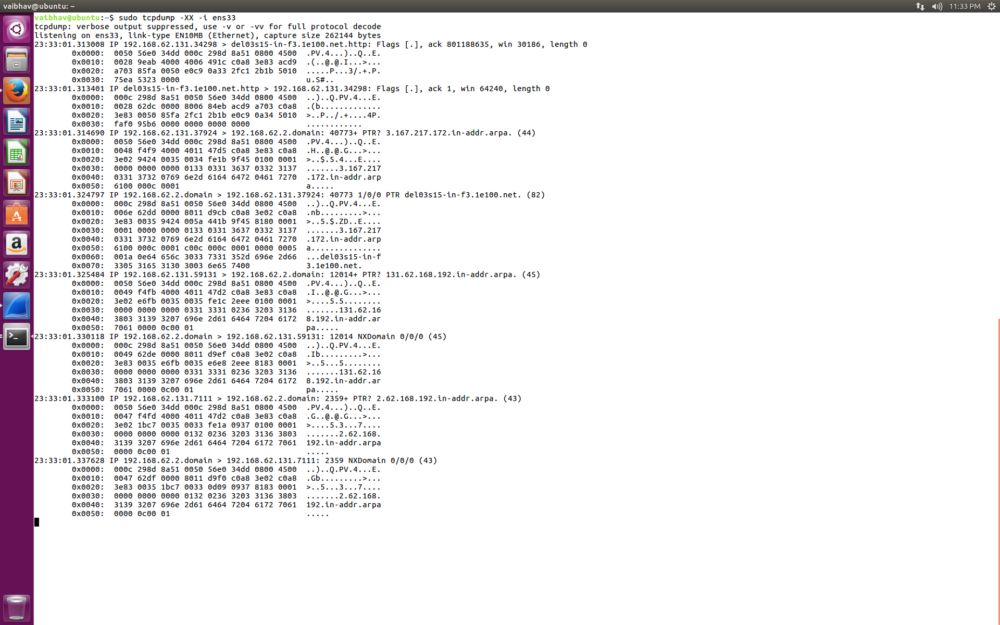 vaibhav@ubuntu: ~
11:33 PM
vaibhav@ubuntu:~$ sudo tcpdump -XX -i ens33
tcpdump: verbose output suppressed, use -v or -vv for full protocol decode
listening on ens33, link-type EN10MB (Ethernet), capture size 262144 bytes
23:33:01.313008 IP 192.168.62.131.34298 > del03s15-in-f3.1e100.net.http: Flags [.], ack 801188635, win 30186, length 0
0x0000:  0050 56e0 34dd 000c 298d 8a51 0800 4500  .PV.4...)..Q..E.
0x0010:  0028 9eab 4000 4006 491c c0a8 3e83 acd9  .(..@.@.I...>...
0x0020:  a703 85fa 0050 e0c9 0a33 2fc1 2b1b 5010  .....P...3/.+.P.
0x0030:  75ea 5323 0000                           u.S#..
23:33:01.313401 IP del03s15-in-f3.1e100.net.http > 192.168.62.131.34298: Flags [.], ack 1, win 64240, length 0
0x0000:  000c 298d 8a51 0050 56e0 34dd 0800 4500  ..)..Q.PV.4...E.
0x0010:  0028 62dc 0000 8006 84eb acd9 a703 c0a8  .(b.............
0x0020:  3e83 0050 85fa 2fc1 2b1b e0c9 0a34 5010  >..P../.+....4P.
0x0030:  faf0 95b6 0000 0000 0000 0000            ............
23:33:01.314690 IP 192.168.62.131.37924 > 192.168.62.2.domain: 40773+ PTR? 3.167.217.172.in-addr.arpa. (44)
0x0000:  0050 56e0 34dd 000c 298d 8a51 0800 4500  .PV.4...)..Q..E.
0x0010:  0048 f4f9 4000 4011 47d5 c0a8 3e83 c0a8  .H..@.@.G...>...
0x0020:  3e02 9424 0035 0034 fe1b 9f45 0100 0001  >..$.5.4...E....
0x0030:  0000 0000 0000 0133 0331 3637 0332 3137  .......3.167.217
0x0040:  0331 3732 0769 6e2d 6164 6472 0461 7270  .172.in-addr.arp
0x0050:  6100 000c 0001                           a.....
23:33:01.324797 IP 192.168.62.2.domain > 192.168.62.131.37924: 40773 1/0/0 PTR del03s15-in-f3.1e100.net. (82)
0x0000:  000c 298d 8a51 0050 56e0 34dd 0800 4500  ..)..Q.PV.4...E.
0x0010:  006e 62dd 0000 8011 d9cb c0a8 3e02 c0a8  .nb.........>...
0x0020:  3e83 0035 9424 005a 441b 9f45 8180 0001  >..5.$.ZD..E....
0x0030:  0001 0000 0000 0133 0331 3637 0332 3137  .......3.167.217
0x0040:  0331 3732 0769 6e2d 6164 6472 0461 7270  .172.in-addr.arp
0x0050:  6100 000c 0001 c00c 000c 0001 0000 0005  a...............
0x0060:  001a 0e64 656c 3033 7331 352d 696e 2d66  ...del03s15-in-f
0x0070:  3305 3165 3130 3003 6e65 7400            3.1e100.net.
23:33:01.325484 IP 192.168.62.131.59131 > 192.168.62.2.domain: 12014+ PTR? 131.62.168.192.in-addr.arpa. (45)
0x0000:  0050 56e0 34dd 000c 298d 8a51 0800 4500  .PV.4...)..Q..E.
0x0010:  0049 f4fb 4000 4011 47d2 c0a8 3e83 c0a8  .I..@.@.G...>...
0x0020:  3e02 e6fb 0035 0035 fe1c 2eee 0100 0001  >....5.5........
0x0030:  0000 0000 0000 0331 3331 0236 3203 3136  .......131.62.16
0x0040:  3803 3139 3207 696e 2d61 6464 7204 6172  8.192.in-addr.ar
0x0050:  7061 0000 0c00 01                        pa.....
23:33:01.330118 IP 192.168.62.2.domain > 192.168.62.131.59131: 12014 NXDomain 0/0/0 (45)
0x0000:  000c 298d 8a51 0050 56e0 34dd 0800 4500  ..)..Q.PV.4...E.
0x0010:  0049 62de 0000 8011 d9ef c0a8 3e02 c0a8  .Ib.........>...
0x0020:  3e83 0035 e6fb 0035 e6e8 2eee 8183 0001  >..5...5........
0x0030:  0000 0000 0000 0331 3331 0236 3203 3136  .......131.62.16
0x0040:  3803 3139 3207 696e 2d61 6464 7204 6172  8.192.in-addr.ar
0x0050:  7061 0000 0c00 01                        pa.....
23:33:01.333100 IP 192.168.62.131.7111 > 192.168.62.2.domain: 2359+ PTR? 2.62.168.192.in-addr.arpa. (43)
0x0000:  0050 56e0 34dd 000c 298d 8a51 0800 4500  .PV.4...)..Q..E.
0x0010:  0047 f4fd 4000 4011 47d2 c0a8 3e83 c0a8  .G..@.@.G...>...
0x0020:  3e02 1bc7 0035 0033 fe1a 0937 0100 0001  >....5.3...7....
0x0030:  0000 0000 0000 0132 0236 3203 3136 3803  .......2.62.168.
0x0040:  3139 3207 696e 2d61 6464 7204 6172 7061  192.in-addr.arpa
0x0050:  0000 0c00 01                             .....
23:33:01.337628 IP 192.168.62.2.domain > 192.168.62.131.7111: 2359 NXDomain 0/0/0 (43)
0x0000:  000c 298d 8a51 0050 56e0 34dd 0800 4500  ..)..Q.PV.4...E.
0x0010:  0047 62df 0000 8011 d9f0 c0a8 3e02 c0a8  .Gb.........>...
0x0020:  3e83 0035 1bc7 0033 0d09 0937 8183 0001  >..5...3...7....
0x0030:  0000 0000 0000 0132 0236 3203 3136 3803  .......2.62.168.
0x0040:  3139 3207 696e 2d61 6464 7204 6172 7061  192.in-addr.arpa
0x0050:  0000 0c00 01                             .....